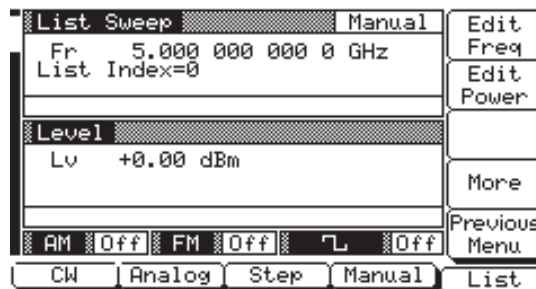 List Sweep Manual
Fr 5.000 000 000 0 GHz
List Index=0
Level
Lv +0.00 dBm
AM Off FM Off Off
CW Analog Step Manual List
Edit
Freq
Edit
Power
More
Previous
Menu